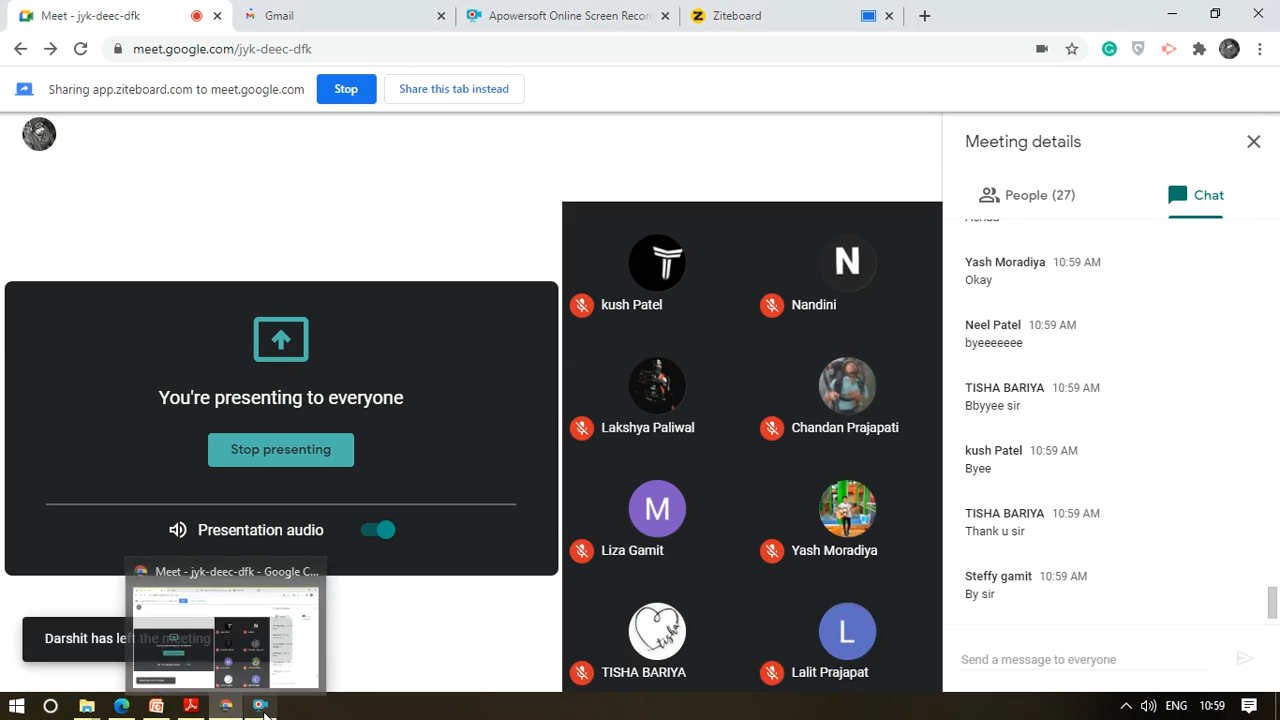 Meet - jyk-deec-dfk
Gmail
Apowersoft Online Screen Record
Ziteboard
meet.google.com/jyk-deec-dfk
Sharing app.ziteboard.com to meet.google.com
Stop
Share this tab instead
Meeting details
People (27)
Chat
Yash Moradiya 10:59 AM
Okay
Neel Patel 10:59 AM
byeeeeeee
TISHA BARIYA 10:59 AM
Bbyyee sir
kush Patel 10:59 AM
Byee
TISHA BARIYA 10:59 AM
Thank u sir
Steffy gamit 10:59 AM
By sir
Send a message to everyone
You're presenting to everyone
Stop presenting
Presentation audio
kush Patel
N
Nandini
Lakshya Paliwal
Chandan Prajapati
M
Liza Gamit
Yash Moradiya
tisha
TISHA BARIYA
L
Lalit Prajapat
Meet - jyk-deec-dfk - Google C...
Darshit has left the meeting
ENG
10:59